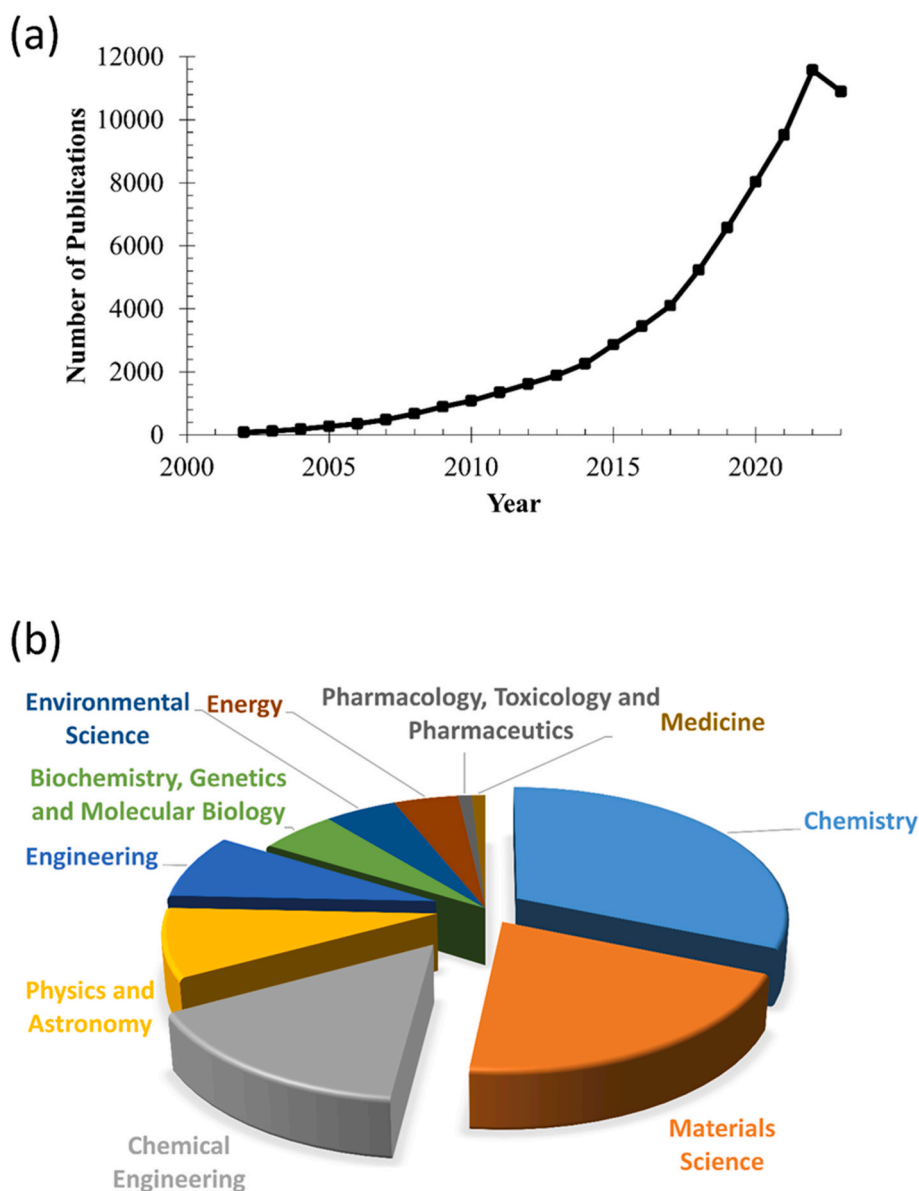 (a)
12000
10000
8000
6000
4000
2000
0
Number of Publications
2000
2005
2010
2015
2020
Year
(b)
Environmental
Science
Energy
Pharmacology, Toxicology and
Pharmaceutics
Medicine
Biochemistry, Genetics
and Molecular Biology
Chemistry
Engineering
Physics and
Astronomy
Chemical
Engineering
Materials
Science